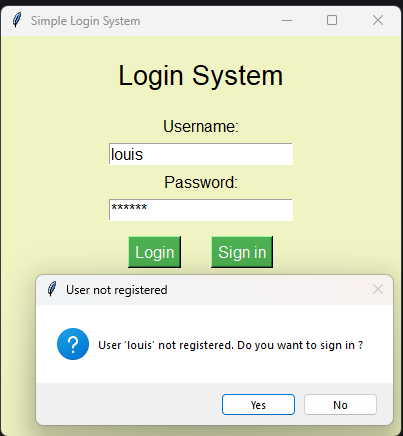 Simple Login System
Login System
Username:
louis
Password:
******
Login Sign in
User not registered
User 'louis' not registered. Do you want to sign in ?
Yes No